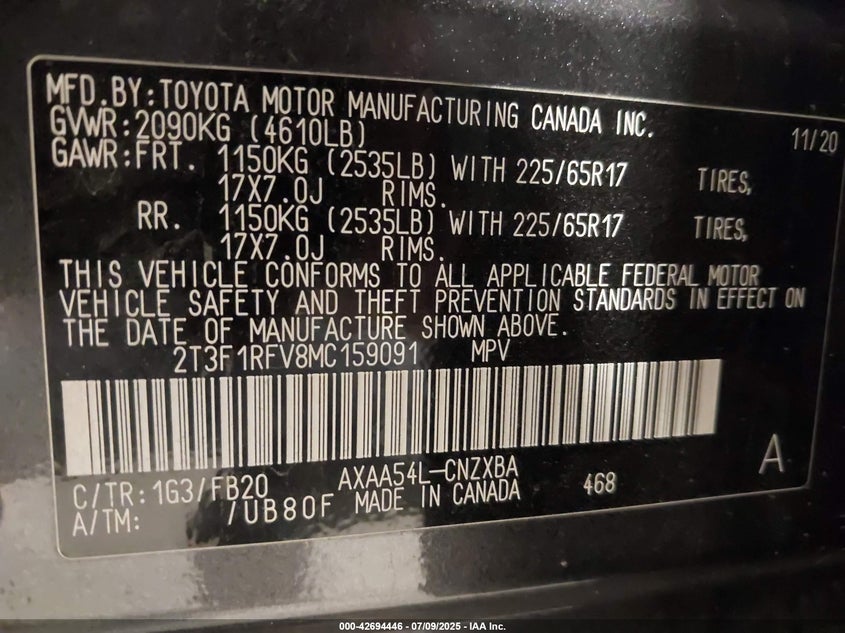 MFD.BY:TOYOTA MOTOR MANUFACTURING CANADA INC.
GVWR:2090KG (4610LB) 11/20
GAWR:FRT. 1150KG (2535LB) WITH 225/65R17 TIRES,
17X7.0J RIMS.
RR. 1150KG (2535LB) WITH 225/65R17 TIRES,
17X7.0J RIMS.
THIS VEHICLE CONFORMS TO ALL APPLICABLE FEDERAL MOTOR
VEHICLE SAFETY AND THEFT PREVENTION STANDARDS IN EFFECT ON
THE DATE OF MANUFACTURE SHOWN ABOVE.
2T3F1RFV8MC159091 MPV
A
C/TR:1G3/FB20 AXAA54L-CNZXBA 468
A/TM: /UB80F MADE IN CANADA
000-42694446 - 07/09/2025 - IAA Inc.